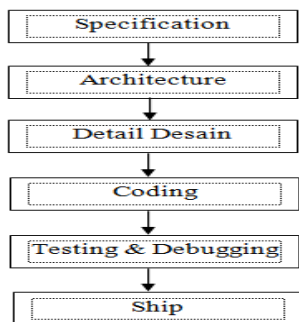 Specification
Architecture
Detail Desain
Coding
Testing & Debugging
Ship